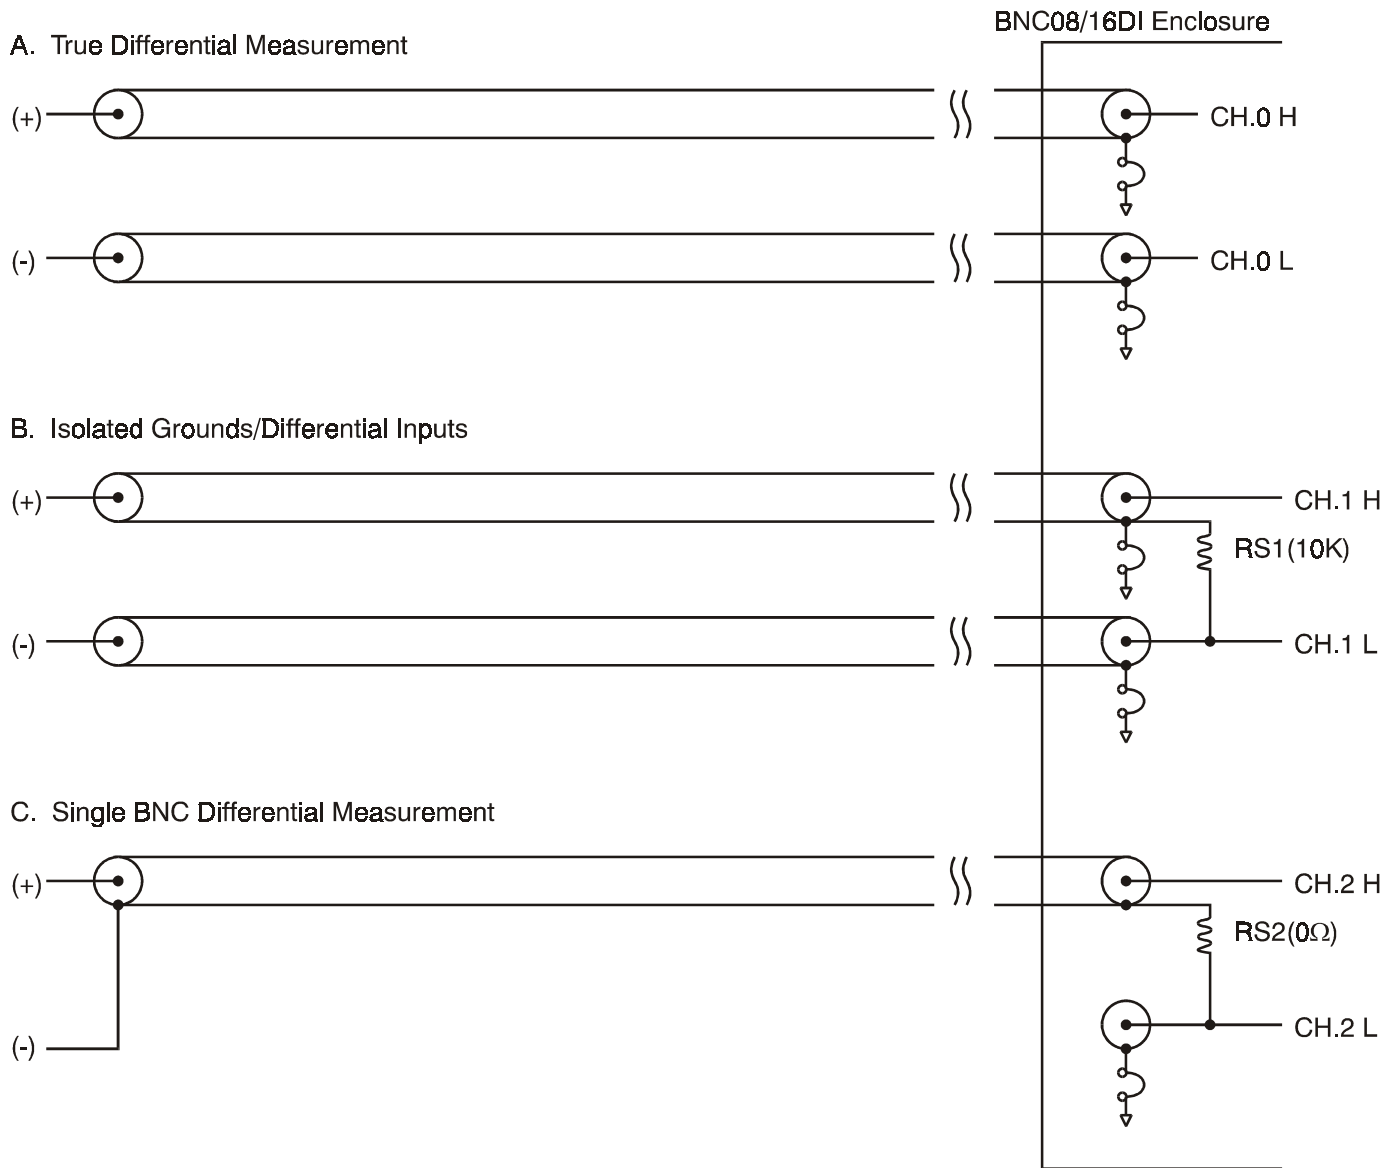 BNC08/16DI Enclosure
A. True Differential Measurement
(+)
CH.0 H
(-)
CH.0 L
B. Isolated Grounds/Differential Inputs
(+)
CH.1 H
RS1(10K)
(-)
CH.1 L
C. Single BNC Differential Measurement
(+)
CH.2 H
RS2(0Ω)
CH.2 L
(-)